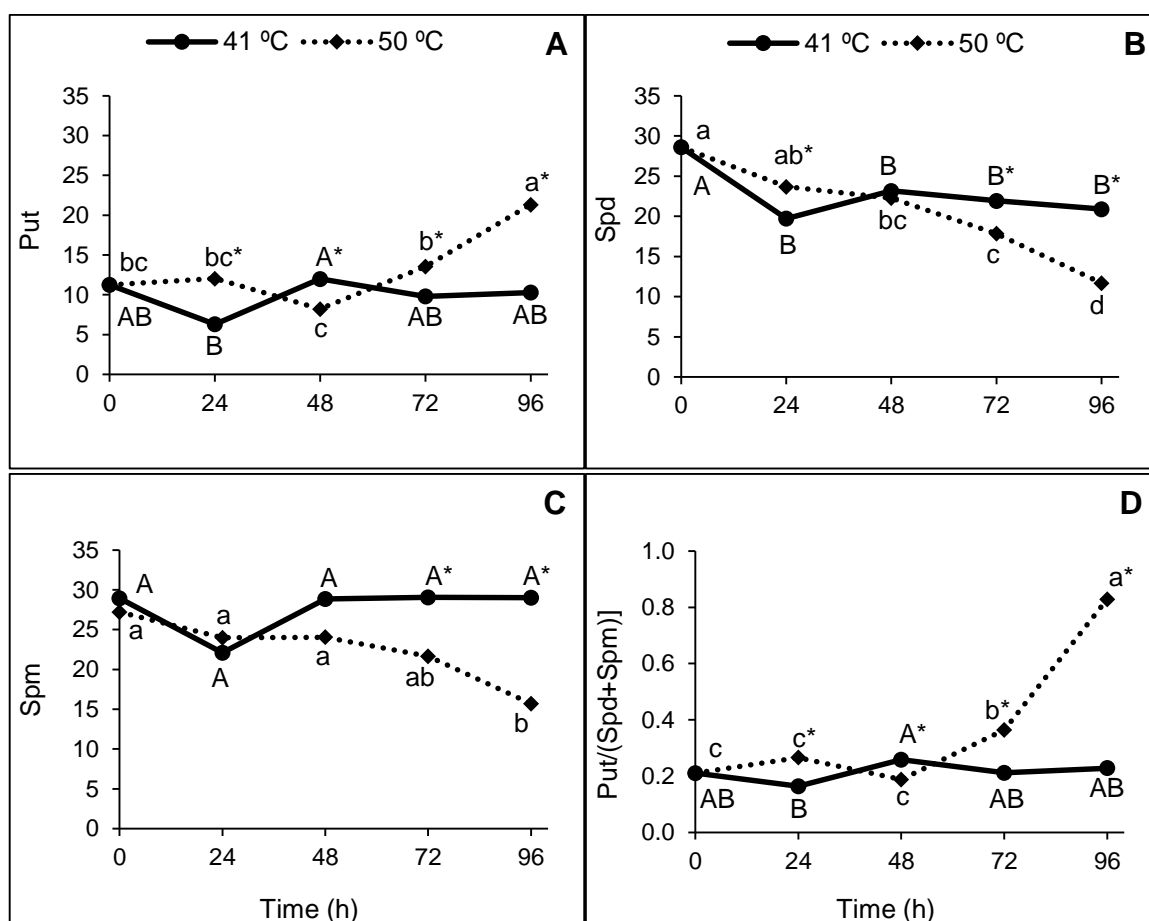 41 ºC 50 ºC A
35
30
25
20
15
10
5
0
Put
bc bc* A* b* a*
AB B c AB AB
0 24 48 72 96
41 ºC 50 ºC B
35
30
25
20
15
10
5
0
Spd
a ab* B B* B*
A B bc c d
0 24 48 72 96
C
35
30
25
20
15
10
5
0
Spm
A a A A* A*
a A a ab b
0 24 48 72 96
Time (h)
D
1.0
0.8
0.6
0.4
0.2
0.0
Put/(Spd+Spm)]
c c* A* b* a*
AB B c AB AB
0 24 48 72 96
Time (h)